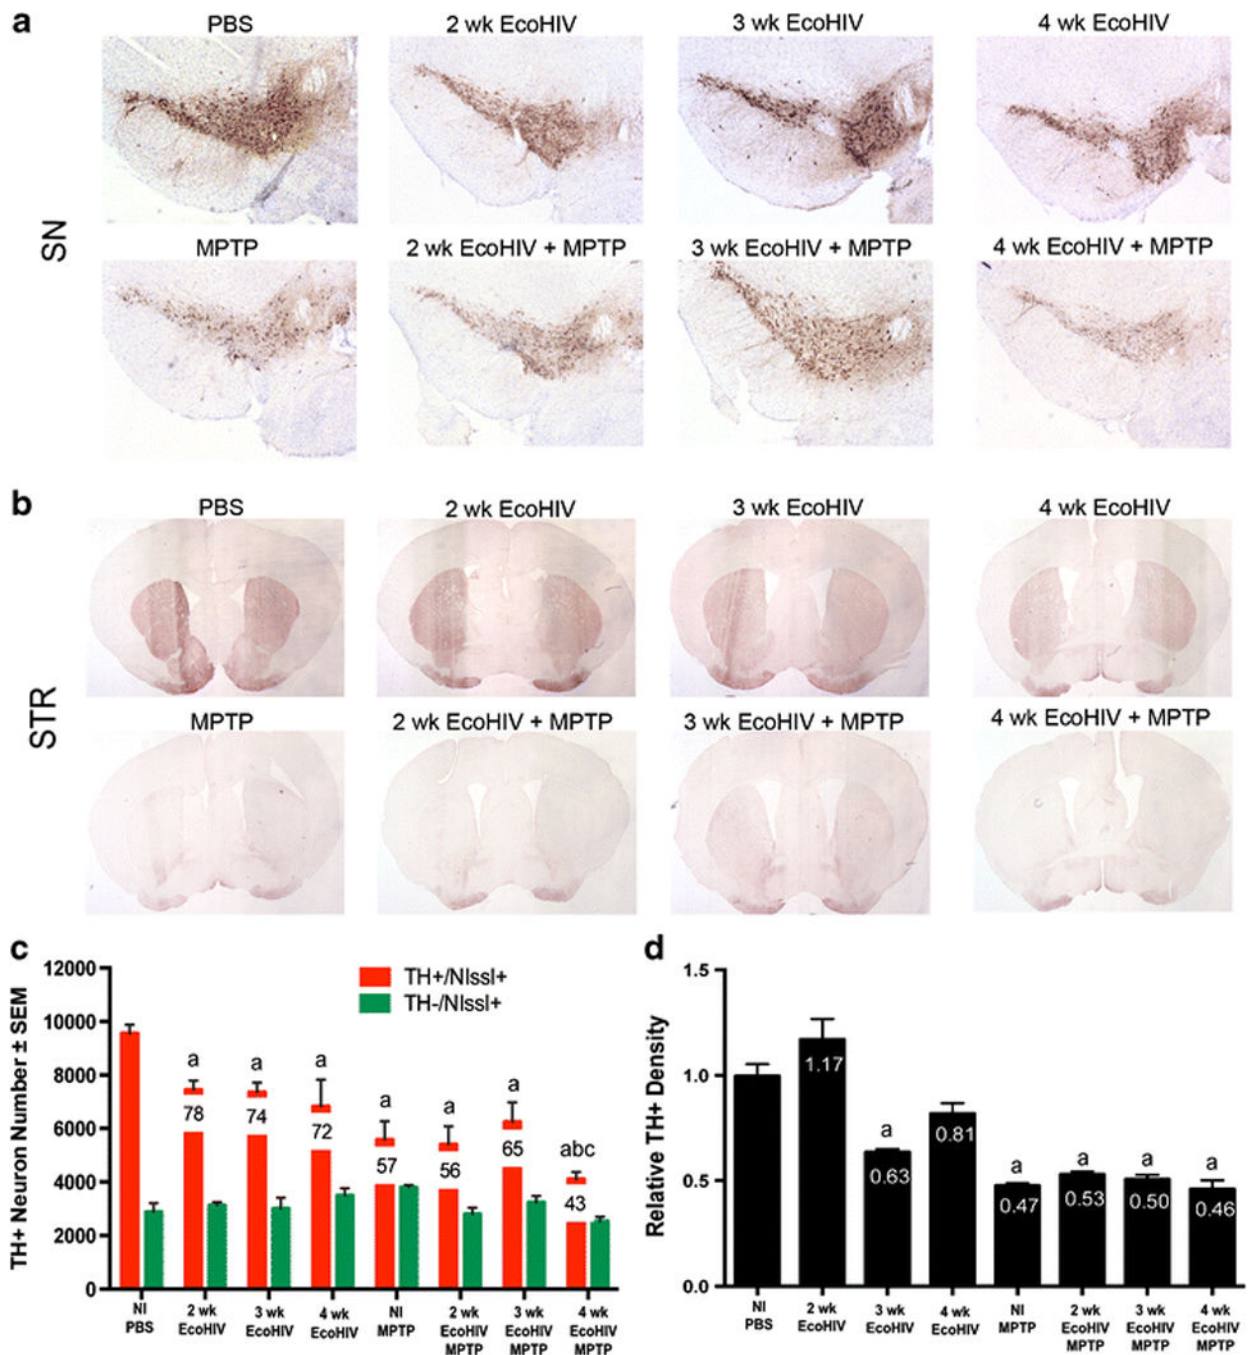 a
PBS
2 wk EcoHIV
3 wk EcoHIV
4 wk EcoHIV
SN
MPTP
2 wk EcoHIV + MPTP
3 wk EcoHIV + MPTP
4 wk EcoHIV + MPTP
b
PBS
2 wk EcoHIV
3 wk EcoHIV
4 wk EcoHIV
STR
MPTP
2 wk EcoHIV + MPTP
3 wk EcoHIV + MPTP
4 wk EcoHIV + MPTP
c
TH+ Neuron Number ± SEM
12000
10000
8000
6000
4000
2000
0
TH+/Nissl+
TH-/Nissl+
a
a
a
a
a
a
abc
78
74
72
57
56
65
43
NI
PBS
2 wk
EcoHIV
3 wk
EcoHIV
4 wk
EcoHIV
NI
MPTP
2 wk
EcoHIV
MPTP
3 wk
EcoHIV
MPTP
4 wk
EcoHIV
MPTP
d
Relative TH+ Density
1.5
1.0
0.5
0.0
a
a
a
a
a
1.17
0.63
0.81
0.47
0.53
0.50
0.46
NI
PBS
2 wk
EcoHIV
3 wk
EcoHIV
4 wk
EcoHIV
NI
MPTP
2 wk
EcoHIV
MPTP
3 wk
EcoHIV
MPTP
4 wk
EcoHIV
MPTP